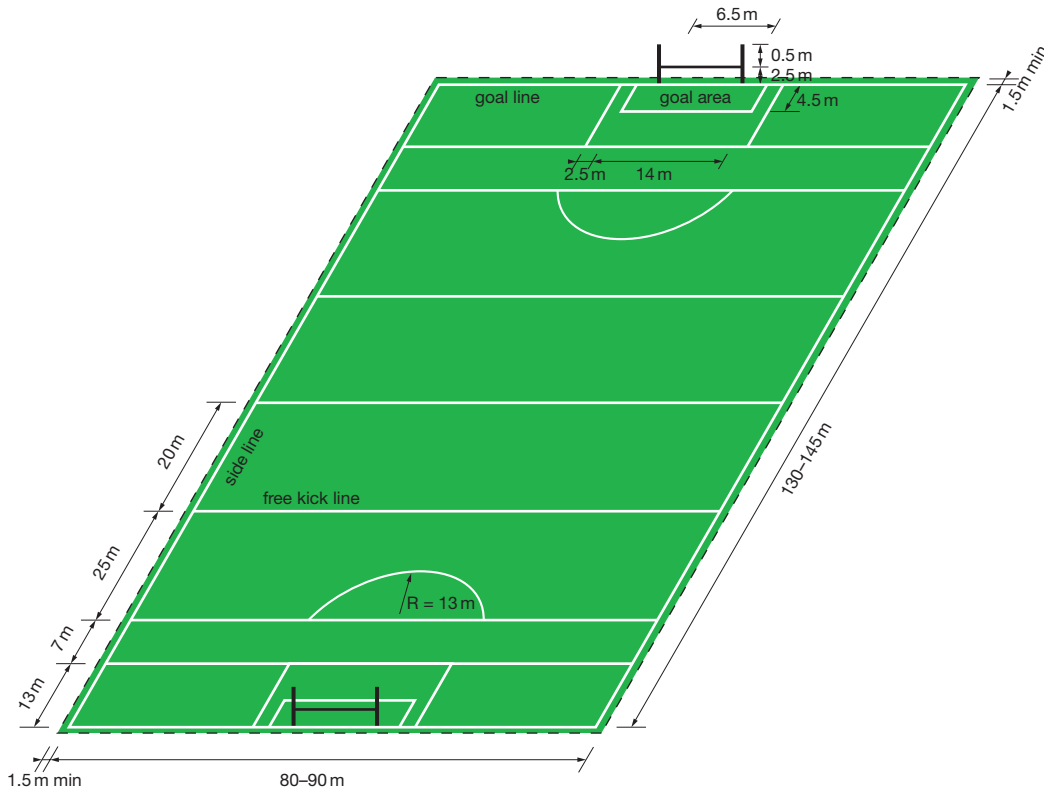 6.5 m
0.5 m
2.5 m
1.5 m min
goal line
goal area
4.5 m
2.5 m
14 m
130–145 m
20 m
side line
free kick line
25 m
R = 13 m
7 m
13 m
1.5 m min
80–90 m